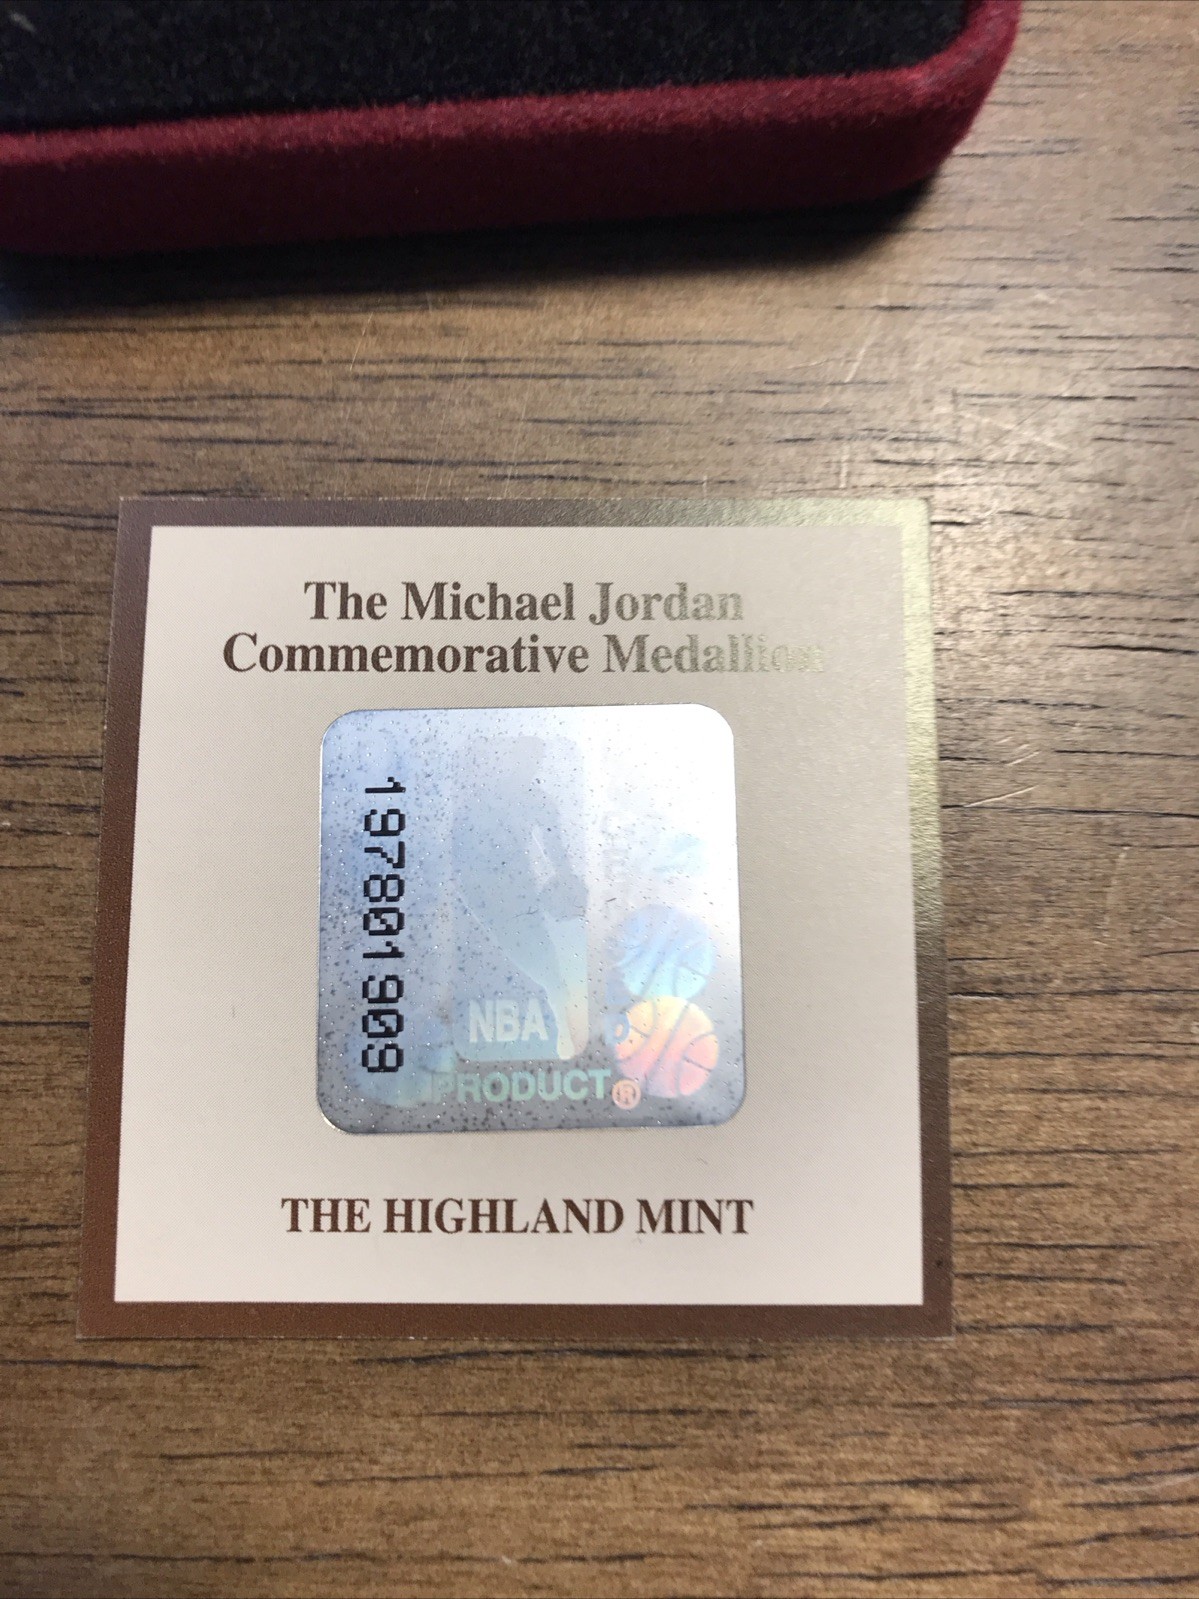 The Michael Jordan
Commemorative Medallion
197801909
NBA
PRODUCT®
THE HIGHLAND MINT